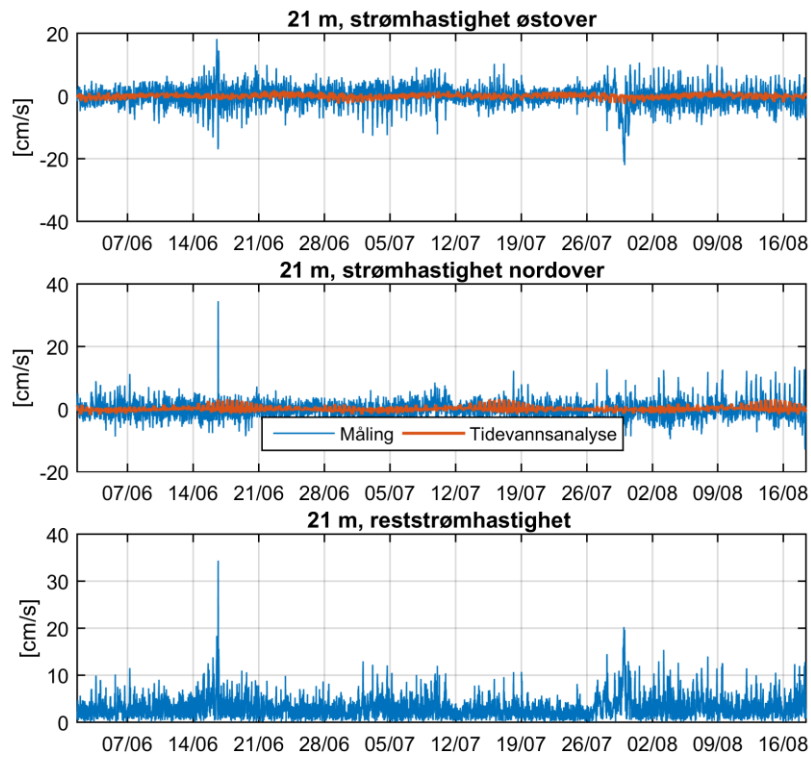 21 m, strømhastighet østover
20
0
-20
-40
[cm/s]
07/06 14/06 21/06 28/06 05/07 12/07 19/07 26/07 02/08 09/08 16/08
21 m, strømhastighet nordover
40
20
0
-20
[cm/s]
Måling Tidevannsanalyse
07/06 14/06 21/06 28/06 05/07 12/07 19/07 26/07 02/08 09/08 16/08
21 m, reststrømhastighet
40
30
20
10
0
[cm/s]
07/06 14/06 21/06 28/06 05/07 12/07 19/07 26/07 02/08 09/08 16/08